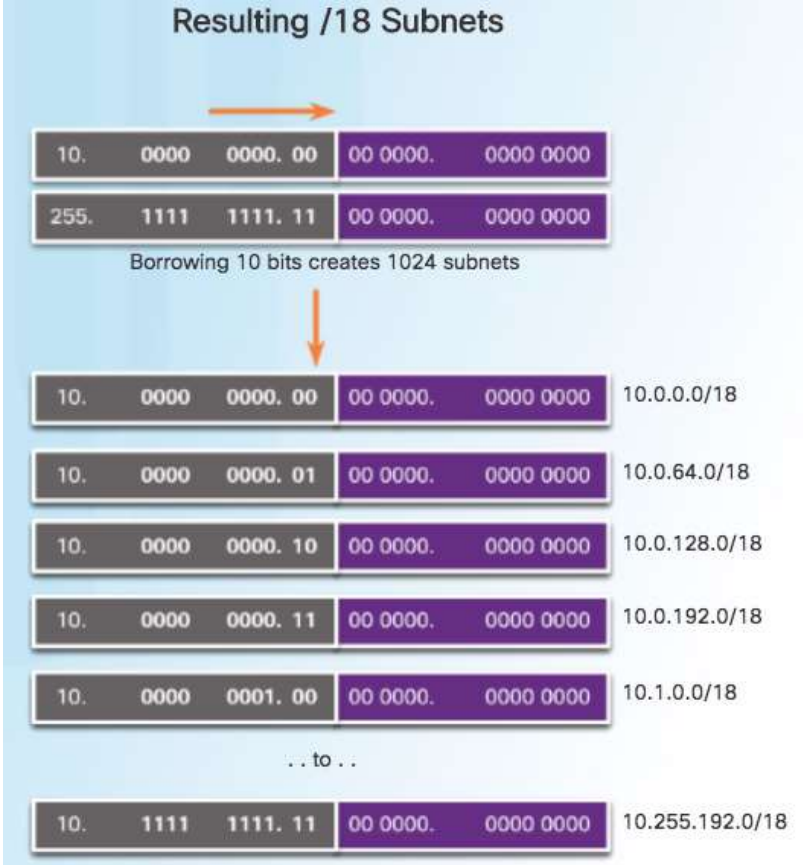 Resulting /18 Subnets
10. 0000 0000. 00 00 0000. 0000 0000
255. 1111 1111. 11 00 0000. 0000 0000
Borrowing 10 bits creates 1024 subnets
10. 0000 0000. 00 00 0000. 0000 0000 10.0.0.0/18
10. 0000 0000. 01 00 0000. 0000 0000 10.0.64.0/18
10. 0000 0000. 10 00 0000. 0000 0000 10.0.128.0/18
10. 0000 0000. 11 00 0000. 0000 0000 10.0.192.0/18
10. 0000 0001. 00 00 0000. 0000 0000 10.1.0.0/18
. . to . .
10. 1111 1111. 11 00 0000. 0000 0000 10.255.192.0/18